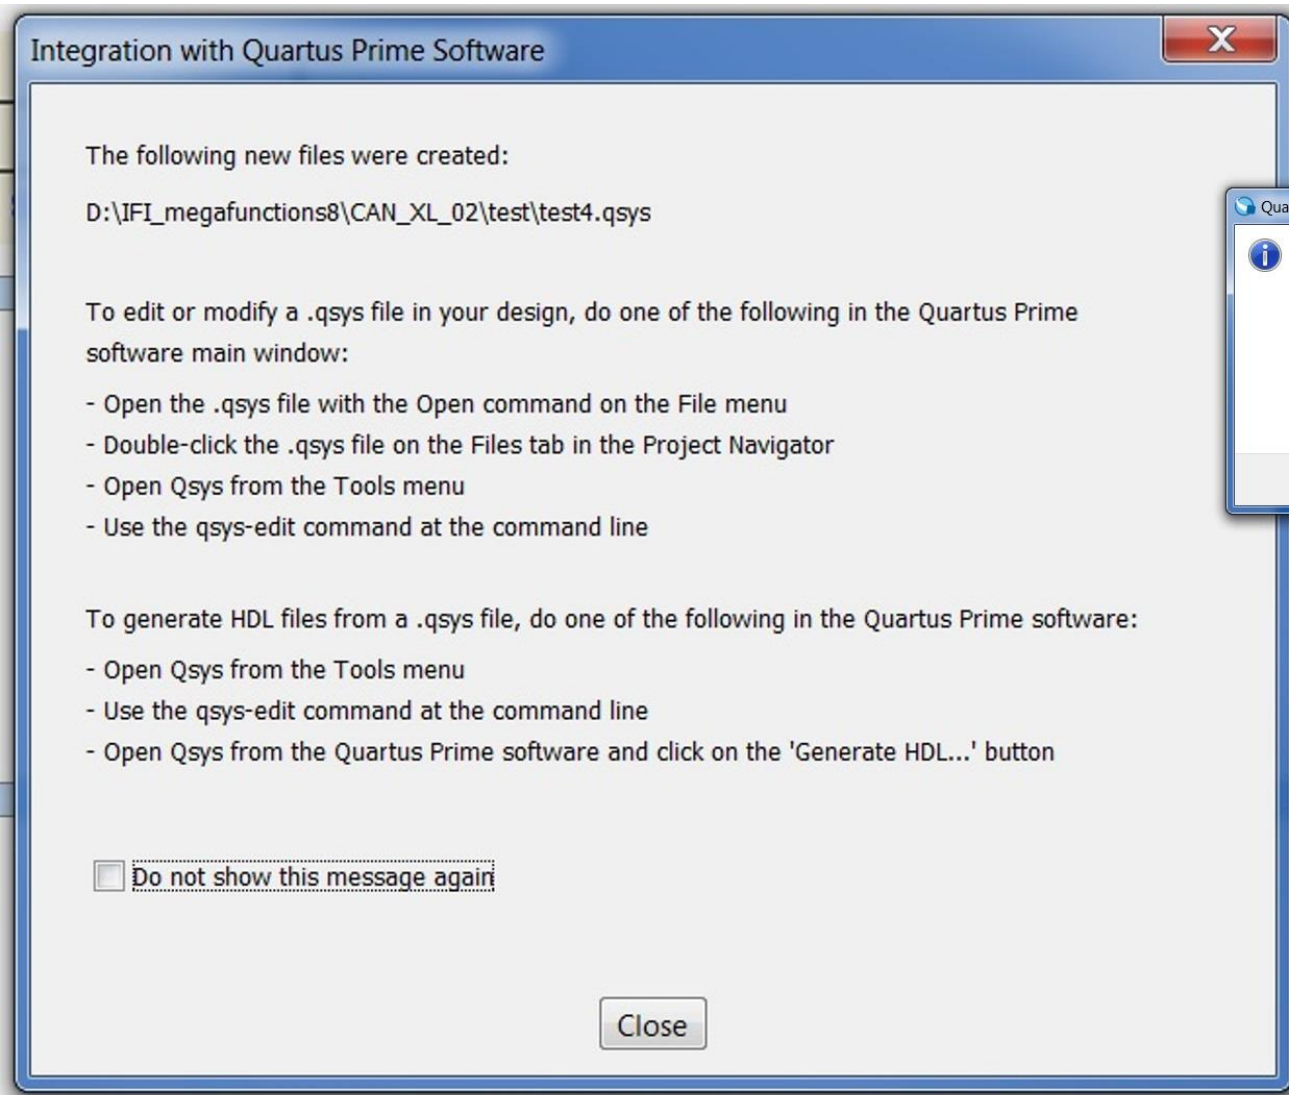 Integration with Quartus Prime Software
X
The following new files were created:
D:\IFI_megafunctions8\CAN_XL_02\test\test4.qsys
Qua
To edit or modify a .qsys file in your design, do one of the following in the Quartus Prime
software main window:
- Open the .qsys file with the Open command on the File menu
- Double-click the .qsys file on the Files tab in the Project Navigator
- Open Qsys from the Tools menu
- Use the qsys-edit command at the command line
To generate HDL files from a .qsys file, do one of the following in the Quartus Prime software:
- Open Qsys from the Tools menu
- Use the qsys-edit command at the command line
- Open Qsys from the Quartus Prime software and click on the 'Generate HDL...' button
Do not show this message again
Close